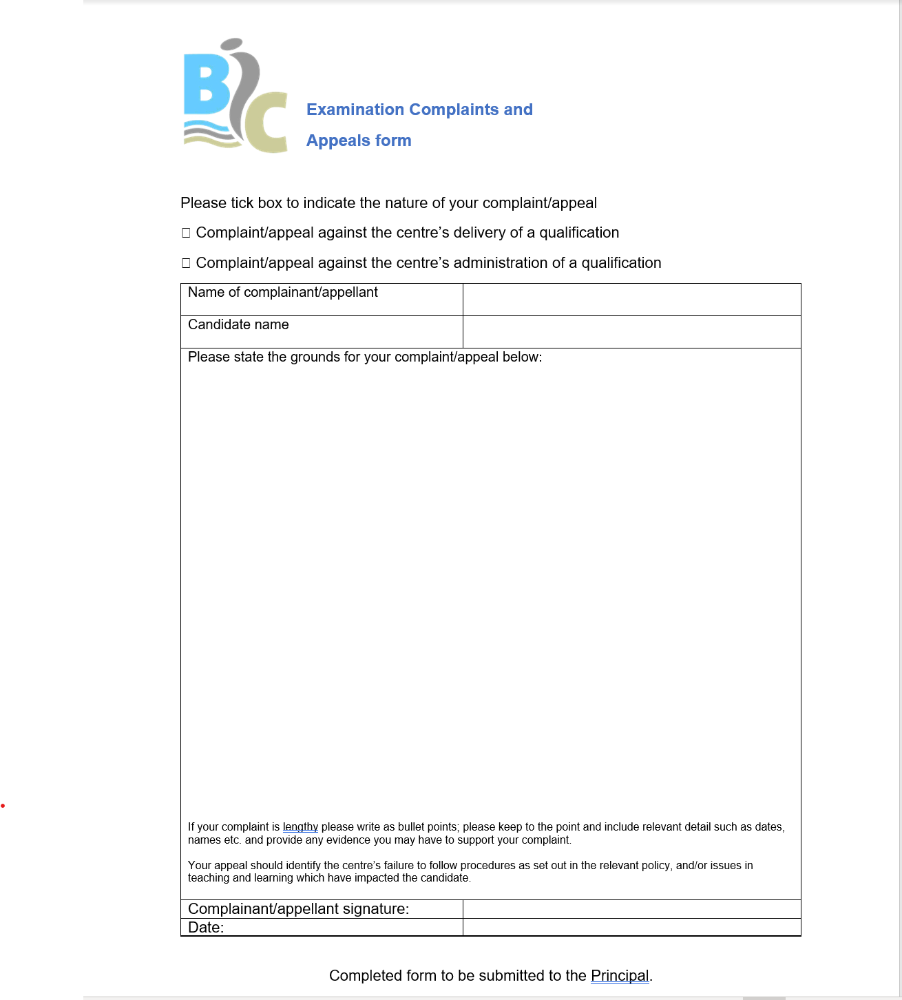 BC
Examination Complaints and
Appeals form
Please tick box to indicate the nature of your complaint/appeal
☐ Complaint/appeal against the centre’s delivery of a qualification
☐ Complaint/appeal against the centre’s administration of a qualification
Name of complainant/appellant
Candidate name
Please state the grounds for your complaint/appeal below:
If your complaint is lengthy please write as bullet points; please keep to the point and include relevant detail such as dates,
names etc. and provide any evidence you may have to support your complaint.
Your appeal should identify the centre’s failure to follow procedures as set out in the relevant policy, and/or issues in
teaching and learning which have impacted the candidate.
Complainant/appellant signature:
Date:
Completed form to be submitted to the Principal.